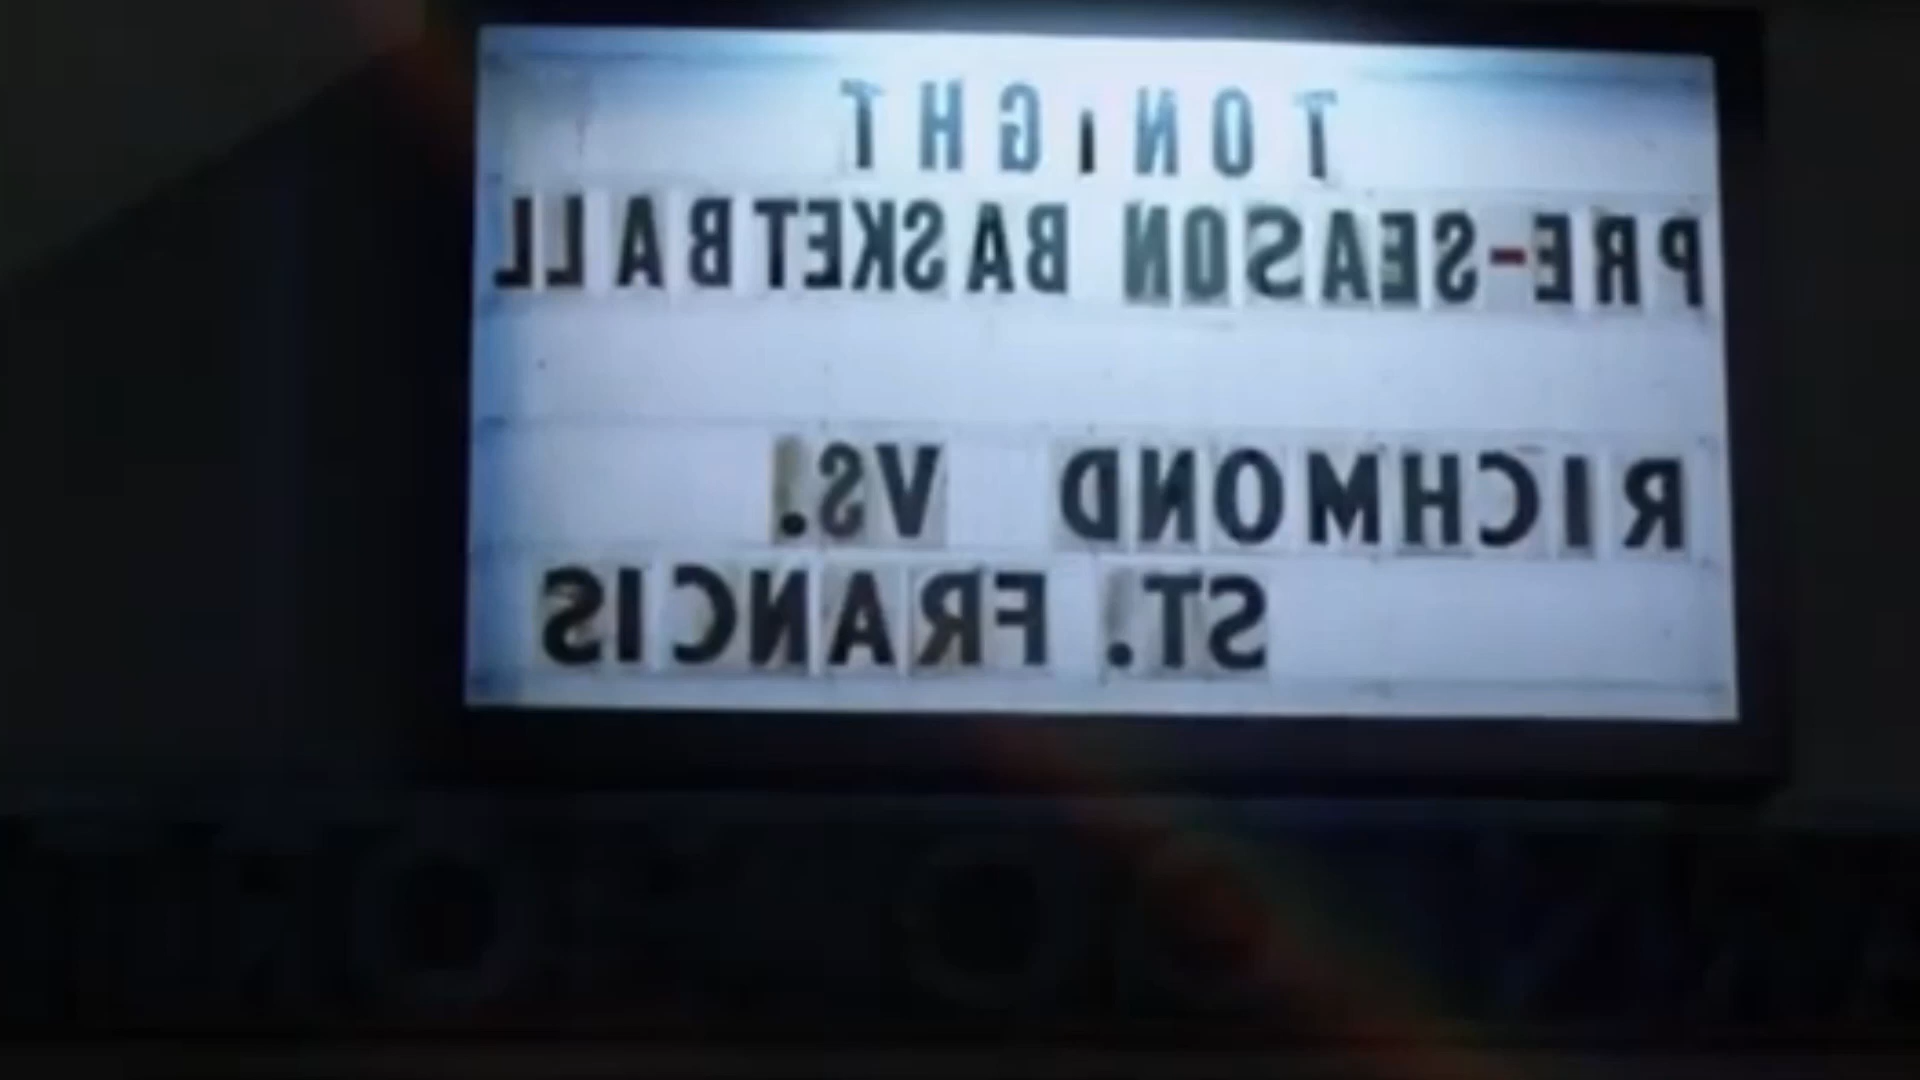 TONiGHT
PRE-SEASON BASKETBALL
RICHMOND VS.
ST. FRANCIS